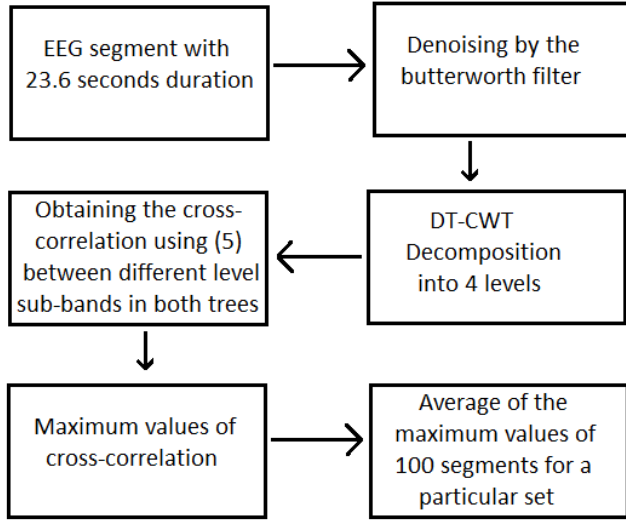 EEG segment with
23.6 seconds duration
Denoising by the
butterworth filter
DT-CWT
Decomposition
into 4 levels
Obtaining the cross-
correlation using (5)
between different level
sub-bands in both trees
Maximum values of
cross-correlation
Average of the
maximum values of
100 segments for a
particular set